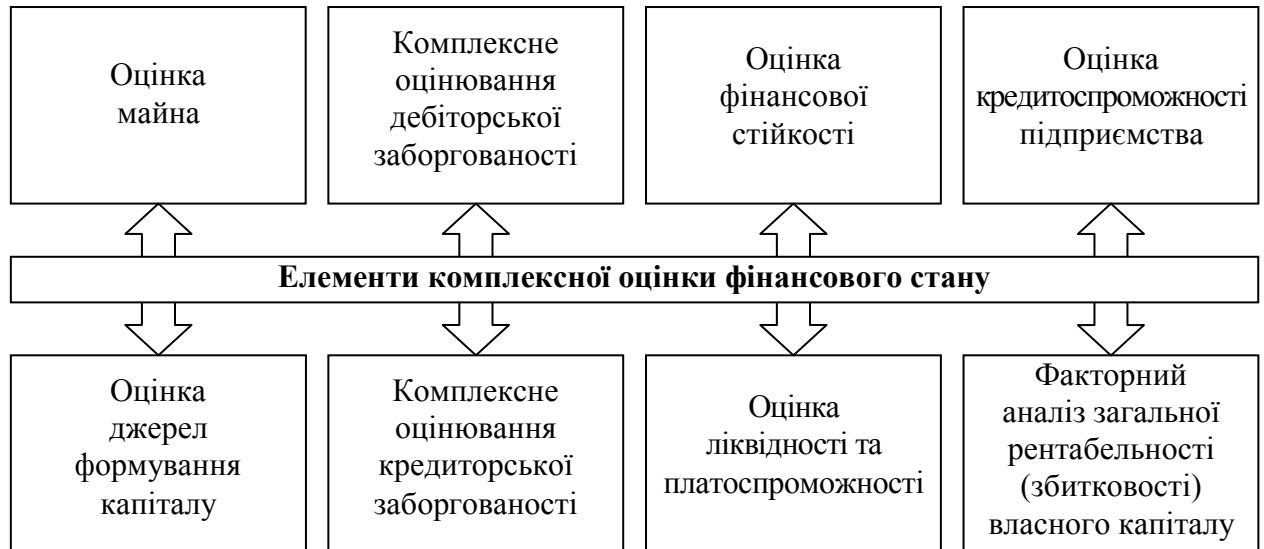 Оцінка
майна
Комплексне
оцінювання
дебіторської
заборгованості
Оцінка
фінансової
стійкості
Оцінка
кредитоспроможності
підприємства
Елементи комплексної оцінки фінансового стану
Оцінка
джерел
формування
капіталу
Комплексне
оцінювання
кредиторської
заборгованості
Оцінка
ліквідності та
платоспроможності
Факторний
аналіз загальної
рентабельності
(збитковості)
власного капіталу